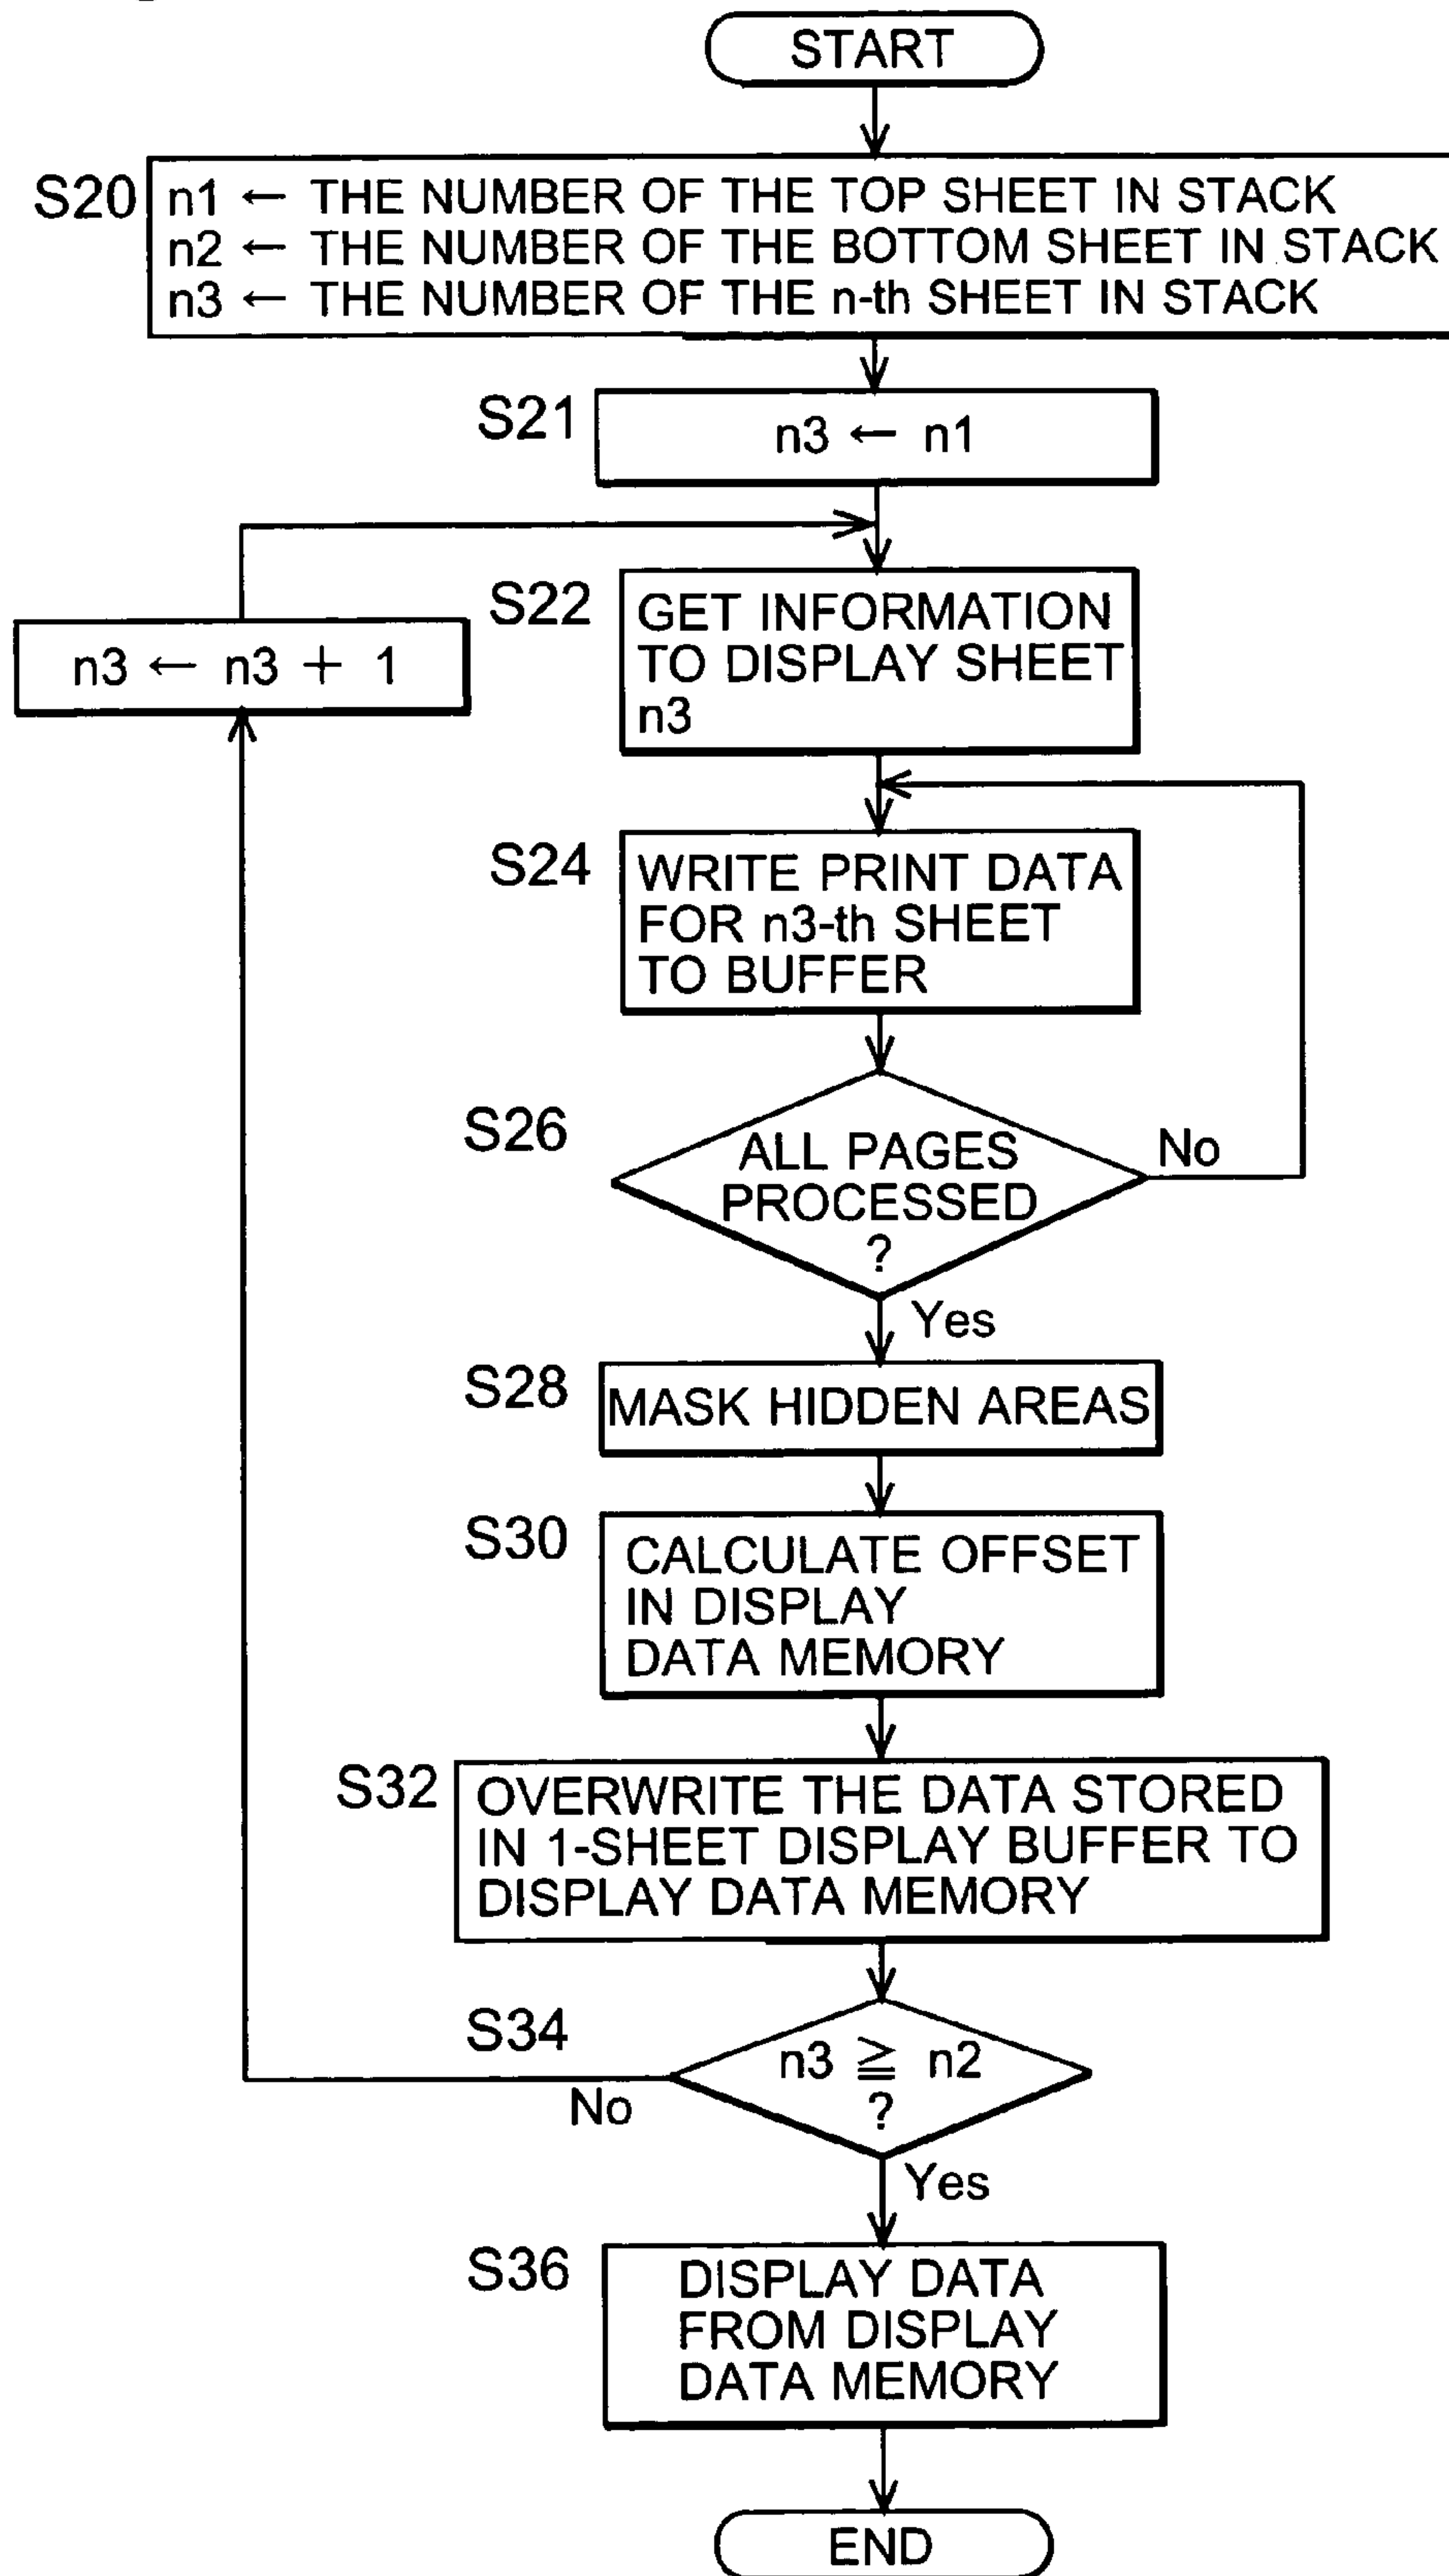 START
S20
n1 ← THE NUMBER OF THE TOP SHEET IN STACK
n2 ← THE NUMBER OF THE BOTTOM SHEET IN STACK
n3 ← THE NUMBER OF THE n-th SHEET IN STACK
S21
n3 ← n1
n3 ← n3 + 1
S22
GET INFORMATION
TO DISPLAY SHEET
n3
S24
WRITE PRINT DATA
FOR n3-th SHEET
TO BUFFER
S26
ALL PAGES
PROCESSED
?
No
Yes
S28
MASK HIDDEN AREAS
S30
CALCULATE OFFSET
IN DISPLAY
DATA MEMORY
S32
OVERWRITE THE DATA STORED
IN 1-SHEET DISPLAY BUFFER TO
DISPLAY DATA MEMORY
S34
n3 ≧ n2
?
No
Yes
S36
DISPLAY DATA
FROM DISPLAY
DATA MEMORY
END